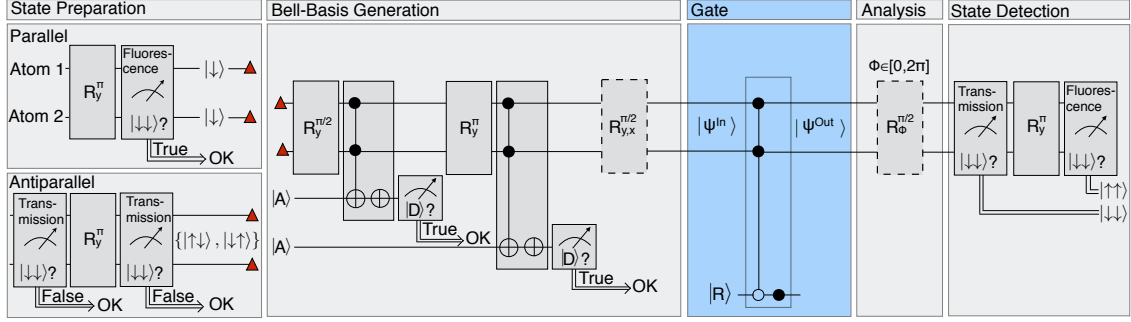 State Preparation
Bell-Basis Generation
Gate
Analysis
State Detection
Parallel
Atom 1
Atom 2
R_y^π
Fluores-
cence
|↓↓⟩?
True
OK
|↓⟩
|↓⟩
Antiparallel
Trans-
mission
|↓↓⟩?
False
OK
R_y^π
Trans-
mission
|↓↓⟩?
False
OK
{|↑↓⟩,|↓↑⟩}
R_y^π/2
|A⟩
|D⟩?
True
OK
R_y^π
|A⟩
|D⟩?
True
OK
R_y,x^π/2
|Ψ^In⟩
|Ψ^Out⟩
|R⟩
Φ∈[0,2π]
R_Φ^π/2
Trans-
mission
|↓↓⟩?
R_y^π
Fluores-
cence
|↓↓⟩?
|↑↑⟩
|↓↓⟩